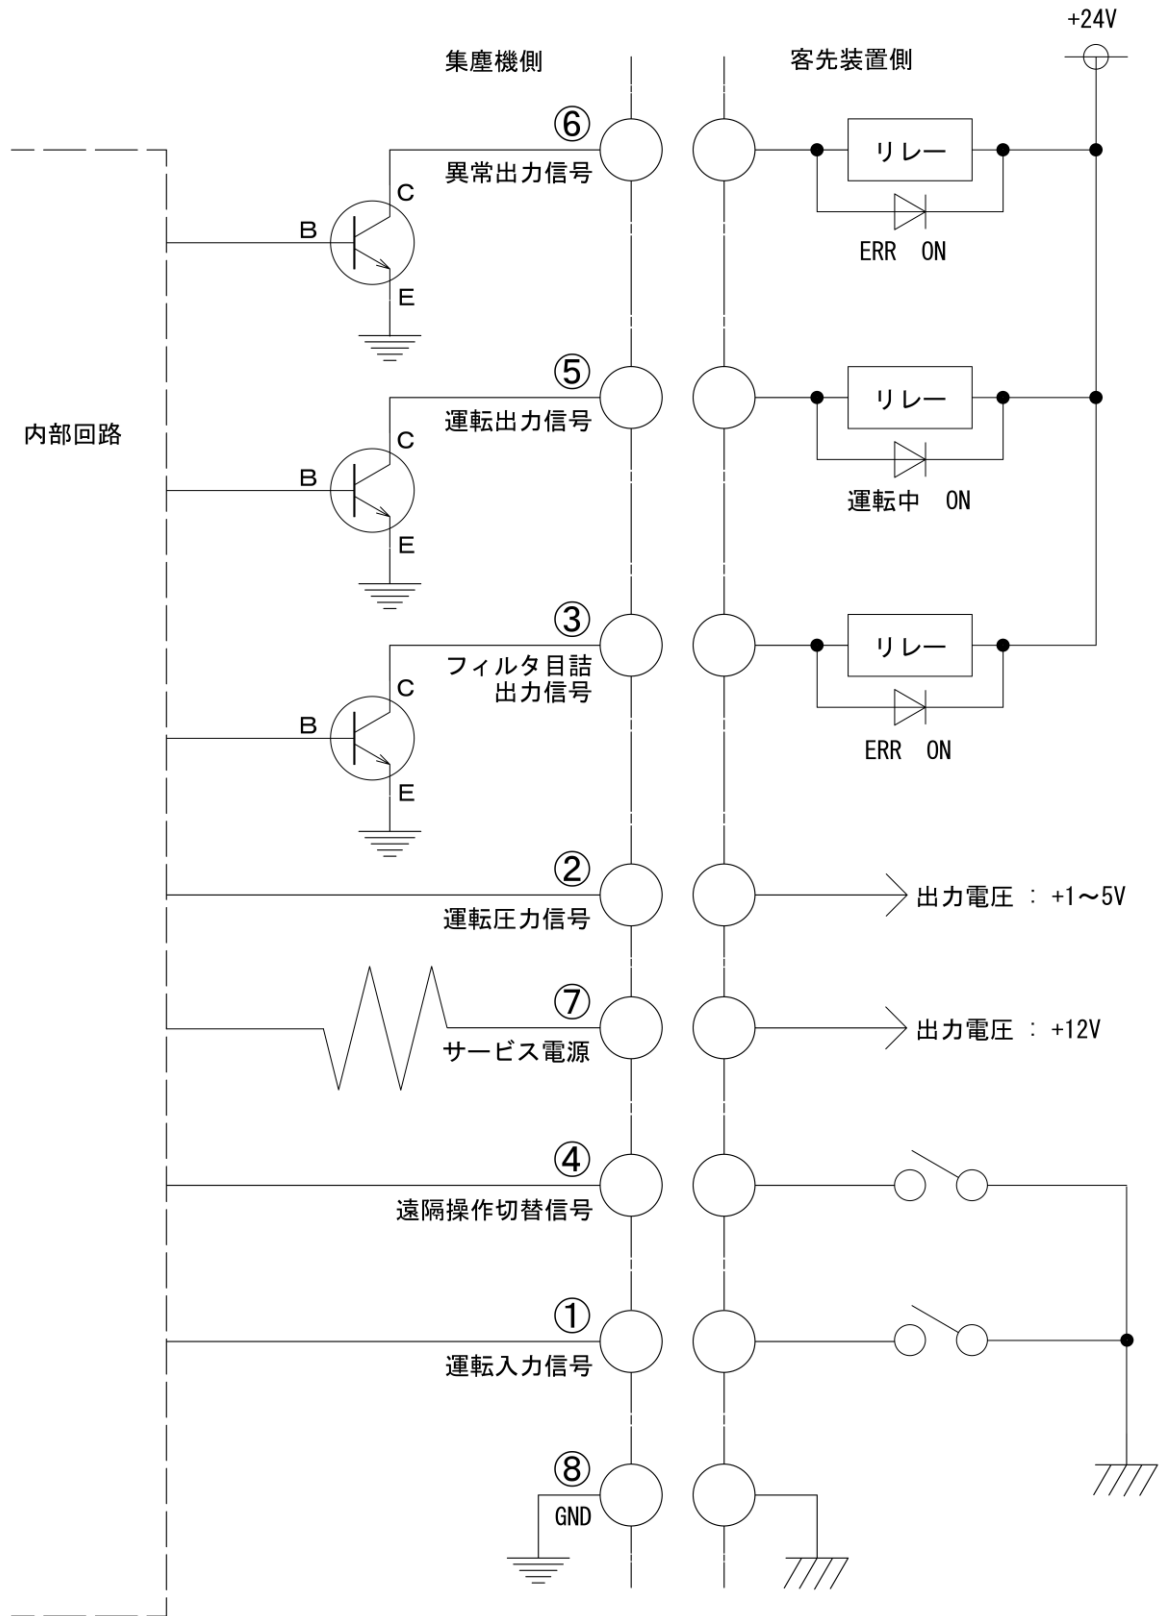 +24V
集塵機側
客先装置側
⑥
異常出力信号
リレー
C
B
E
ERR ON
⑤
運転出力信号
リレー
内部回路
C
B
E
運転中 ON
③
フィルタ目詰
出力信号
リレー
C
B
E
ERR ON
②
運転圧力信号
出力電圧 : +1～5V
⑦
サービス電源
出力電圧 : +12V
④
遠隔操作切替信号
①
運転入力信号
⑧
GND